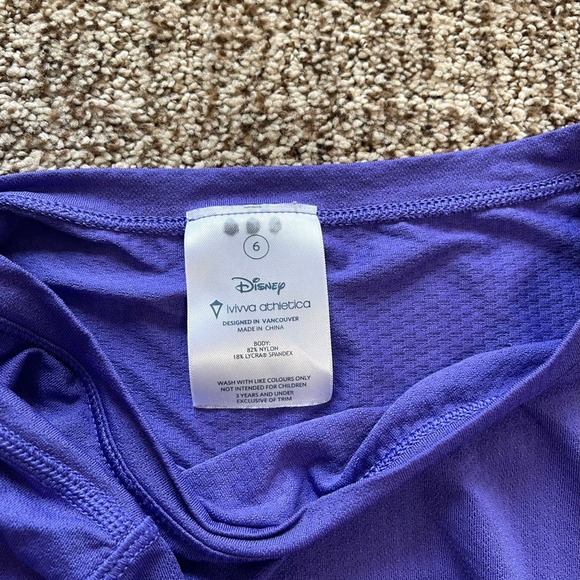 6
Disney
ivivva athletica
DESIGNED IN VANCOUVER
MADE IN CHINA
BODY:
82% NYLON
18% LYCRA® SPANDEX
WASH WITH LIKE COLOURS ONLY
NOT INTENDED FOR CHILDREN
3 YEARS AND UNDER
EXCLUSIVE OF TRIM